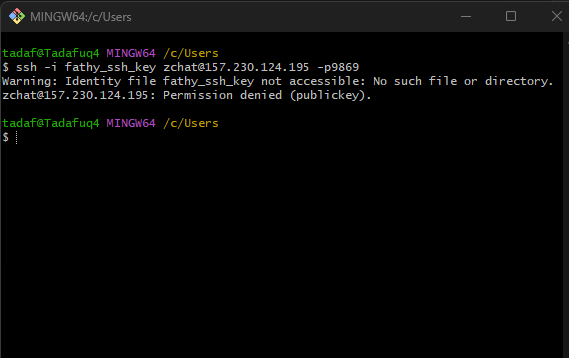 MINGW64:/c/Users
tadaf@Tadafuq4 MINGW64 /c/Users
$ ssh -i fathy_ssh_key zchat@157.230.124.195 -p9869
Warning: Identity file fathy_ssh_key not accessible: No such file or directory.
zchat@157.230.124.195: Permission denied (publickey).
tadaf@Tadafuq4 MINGW64 /c/Users
$